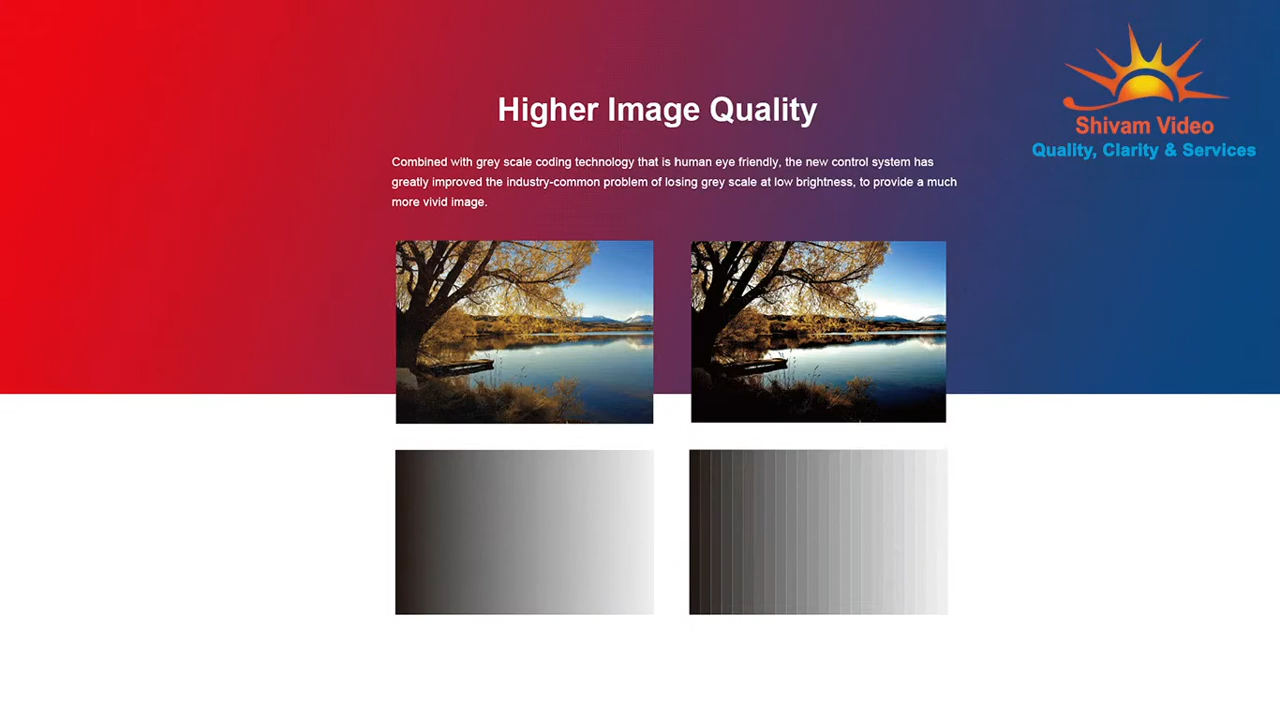 Higher Image Quality
Combined with grey scale coding technology that is human eye friendly, the new control system has
greatly improved the industry-common problem of losing grey scale at low brightness, to provide a much
more vivid image.
Shivam Video
Quality, Clarity & Services